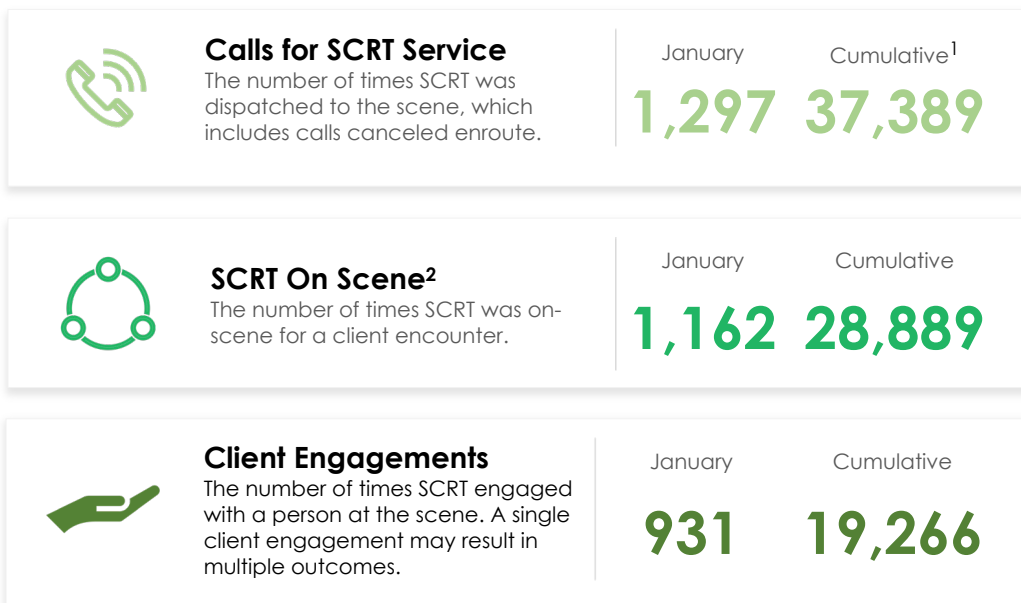 Calls for SCRT Service
The number of times SCRT was
dispatched to the scene, which
includes calls canceled enroute.
January
Cumulative1
1,297
37,389
SCRT On Scene2
The number of times SCRT was on-
scene for a client encounter.
January
Cumulative
1,162
28,889
Client Engagements
The number of times SCRT engaged
with a person at the scene. A single
client engagement may result in
multiple outcomes.
January
Cumulative
931
19,266